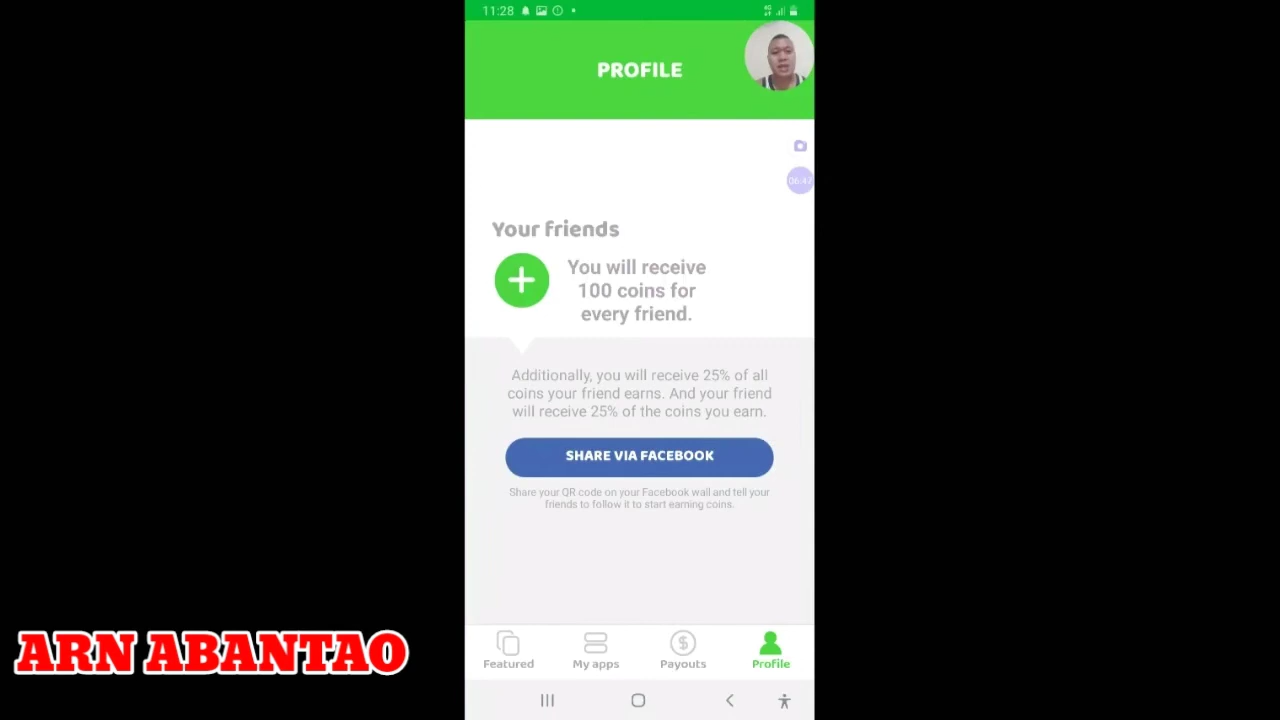 11:28
PROFILE
06:47
Your friends
You will receive
100 coins for
every friend.
Additionally, you will receive 25% of all
coins your friend earns. And your friend
will receive 25% of the coins you earn.
SHARE VIA FACEBOOK
Share your QR code on your Facebook wall and tell your
friends to follow it to start earning coins.
Featured
My apps
Payouts
Profile
ARN ABANTAO